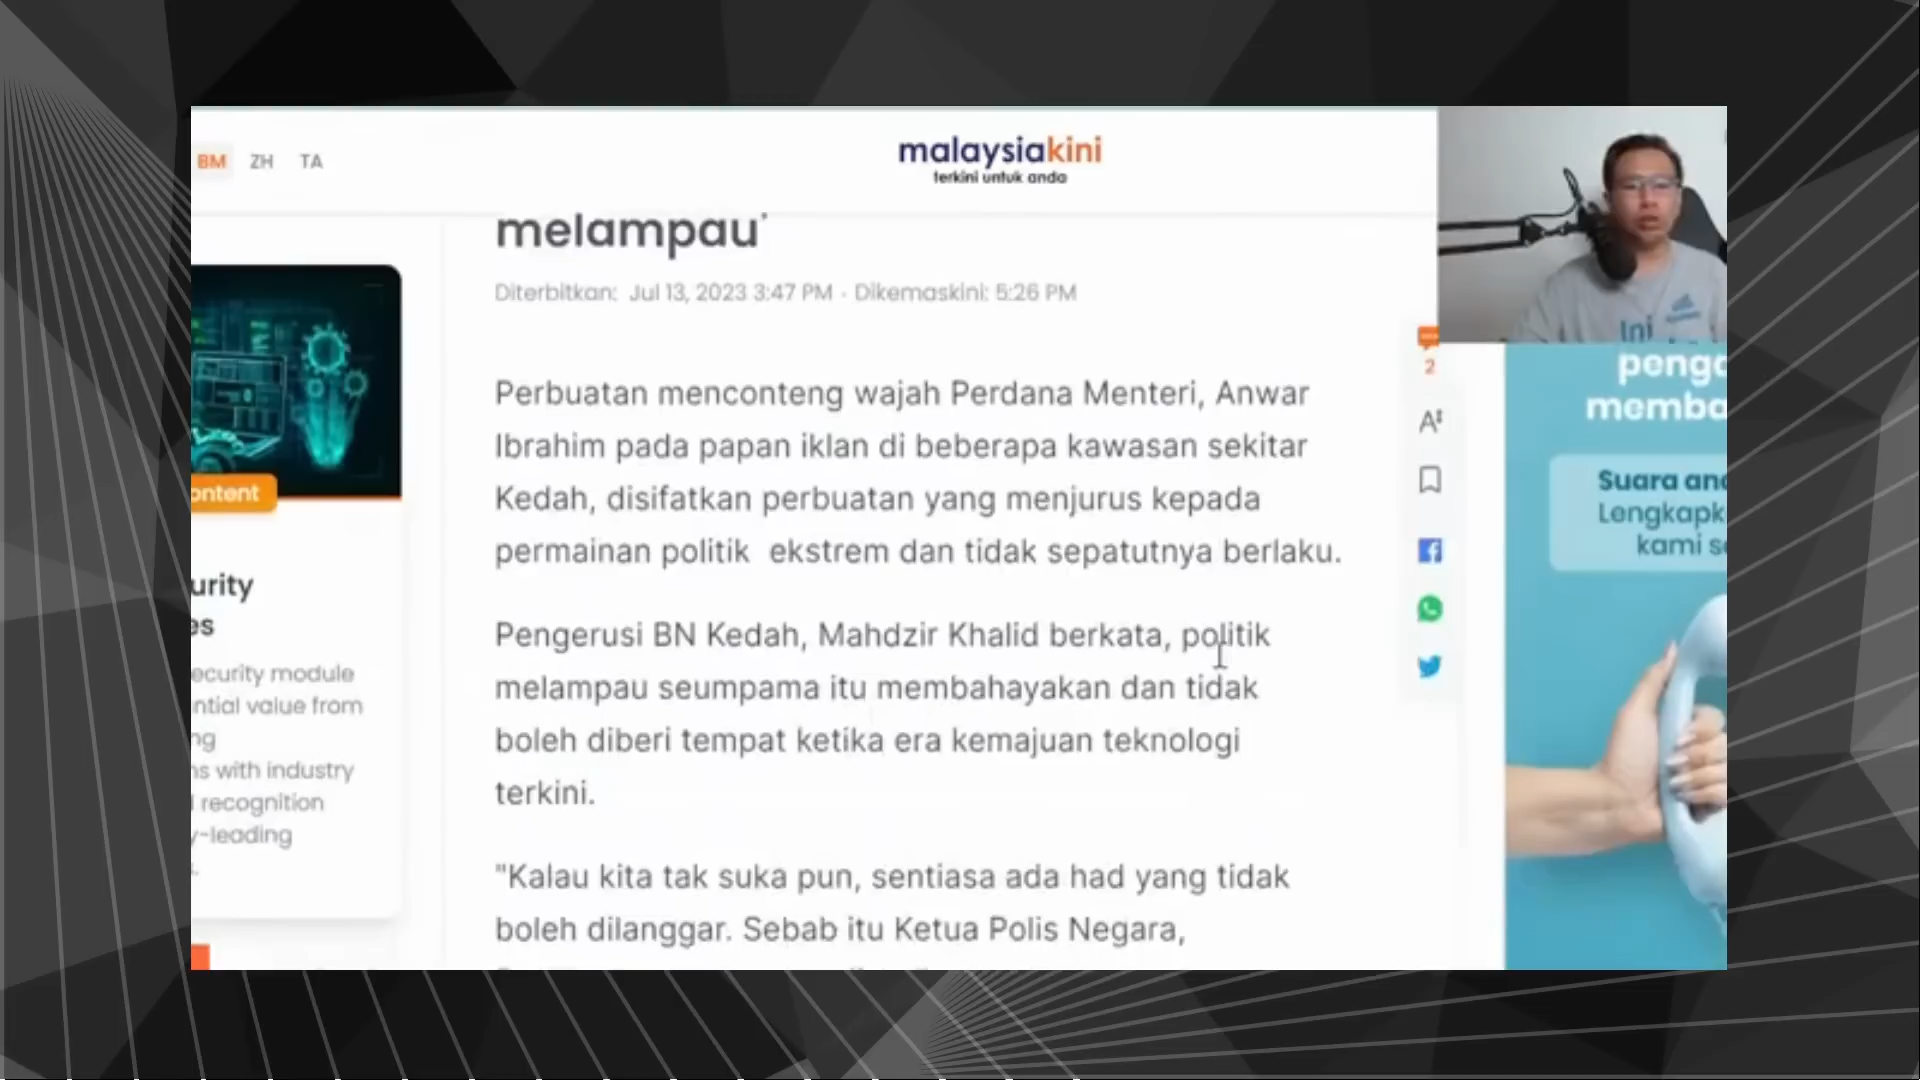 BM ZH TA
malaysiakini
terkini untuk anda
melampau'
Diterbitkan: Jul 13, 2023 3:47 PM · Dikemaskini: 5:26 PM
Perbuatan menconteng wajah Perdana Menteri, Anwar
Ibrahim pada papan iklan di beberapa kawasan sekitar
Kedah, disifatkan perbuatan yang menjurus kepada
permainan politik ekstrem dan tidak sepatutnya berlaku.
Pengerusi BN Kedah, Mahdzir Khalid berkata, politik
melampau seumpama itu membahayakan dan tidak
boleh diberi tempat ketika era kemajuan teknologi
terkini.
"Kalau kita tak suka pun, sentiasa ada had yang tidak
boleh dilanggar. Sebab itu Ketua Polis Negara,
ontent
urity
es
ecurity module
ntial value from
ng
ns with industry
recognition
y-leading
2
A
Ini
penga
memba
Suara and
Lengkapk
kami se